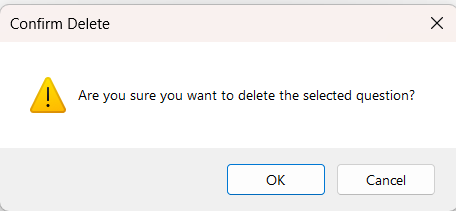 Confirm Delete
Are you sure you want to delete the selected question?
OK
Cancel